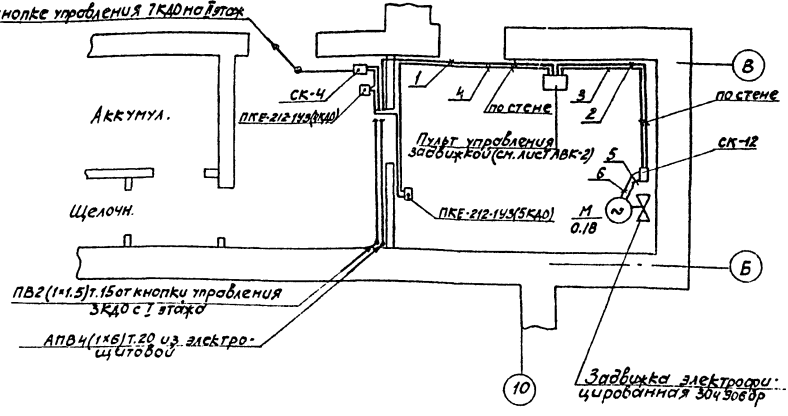 кнопке управления 7КДО на II этаж
В
1
4
по стене
3
2
СК-4
ПКЕ-212-1У3(4КДО)
по стене
Аккумул.
Пульт управления
задвижкой(см.лист АВК-2)
СК-12
5
6
Щелочн.
ПКЕ-212-1У3(5КДО)
М
0.18
~
Б
ПВ2(1×1.5)т.15 от кнопки управления
3КДО с I этажа
АПВ4(1×6)т.20 из электро-
щитовой
10
Задвижка электрофи-
цированная 30ч906бр